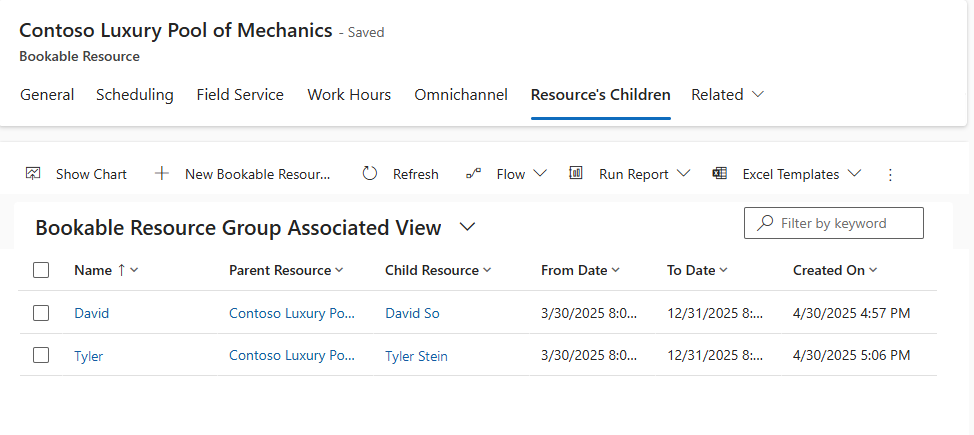 Contoso Luxury Pool of Mechanics - Saved
Bookable Resource
General Scheduling Field Service Work Hours Omnichannel Resource's Children Related
Show Chart New Bookable Resour... Refresh Flow Run Report Excel Templates
Bookable Resource Group Associated View Filter by keyword
Name ↑ Parent Resource Child Resource From Date To Date Created On
David Contoso Luxury Po... David So 3/30/2025 8:0... 12/31/2025 8:... 4/30/2025 4:57 PM
Tyler Contoso Luxury Po... Tyler Stein 3/30/2025 8:0... 12/31/2025 8:... 4/30/2025 5:06 PM